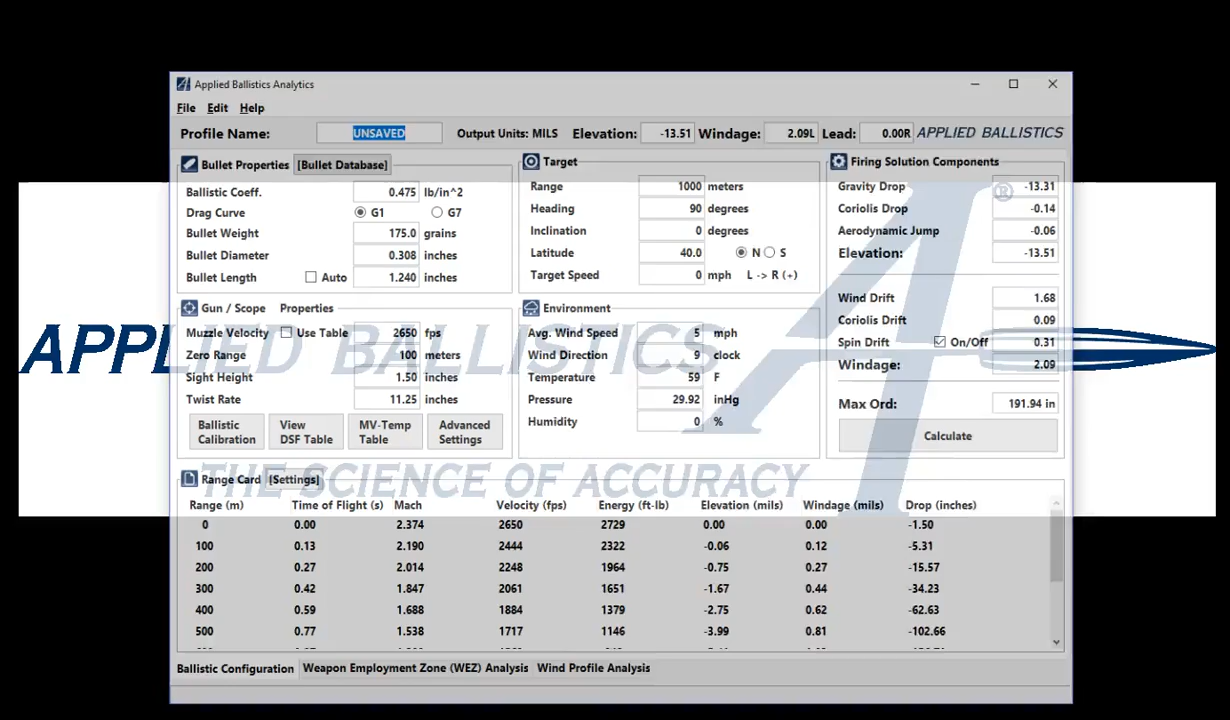 Applied Ballistics Analytics
File Edit Help
Profile Name: UNSAVED Output Units: MILS Elevation: -13.51 Windage: 2.09L Lead: 0.00R APPLIED BALLISTICS
Bullet Properties [Bullet Database]
Ballistic Coeff. 0.475 lb/in^2
Drag Curve G1 G7
Bullet Weight 175.0 grains
Bullet Diameter 0.308 inches
Bullet Length Auto 1.240 inches
Target
Range 1000 meters
Heading 90 degrees
Inclination 0 degrees
Latitude 40.0 N S
Target Speed 0 mph L -> R (+)
Firing Solution Components
Gravity Drop -13.31
Coriolis Drop -0.14
Aerodynamic Jump -0.06
Elevation: -13.51
Wind Drift 1.68
Coriolis Drift 0.09
Spin Drift On/Off 0.31
Windage: 2.09
Max Ord: 191.94 in
Calculate
Gun / Scope Properties
Muzzle Velocity Use Table 2650 fps
Zero Range 100 meters
Sight Height 1.50 inches
Twist Rate 11.25 inches
Ballistic Calibration
View DSF Table
MV-Temp Table
Advanced Settings
Environment
Avg. Wind Speed 5 mph
Wind Direction 9 clock
Temperature 59 F
Pressure 29.92 inHg
Humidity 0 %
APPLIED BALLISTICS
A®
THE SCIENCE OF ACCURACY
Range Card [Settings]
Range (m) Time of Flight (s) Mach Velocity (fps) Energy (ft-lb) Elevation (mils) Windage (mils) Drop (inches)
0 0.00 2.374 2650 2729 0.00 0.00 -1.50
100 0.13 2.190 2444 2322 -0.06 0.12 -5.31
200 0.27 2.014 2248 1964 -0.75 0.27 -15.57
300 0.42 1.847 2061 1651 -1.67 0.44 -34.23
400 0.59 1.688 1884 1379 -2.75 0.62 -62.63
500 0.77 1.538 1717 1146 -3.99 0.81 -102.66
Ballistic Configuration Weapon Employment Zone (WEZ) Analysis Wind Profile Analysis